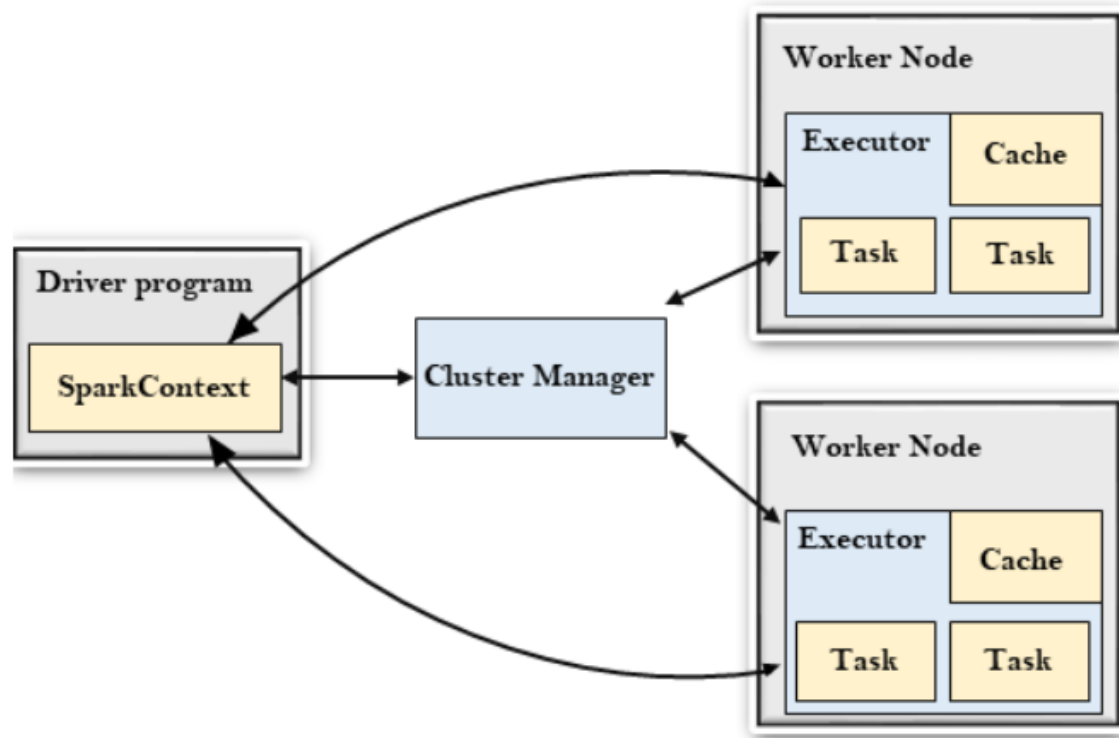 Worker Node
Executor
Cache
Task
Task
Driver program
SparkContext
Cluster Manager
Worker Node
Executor
Cache
Task
Task